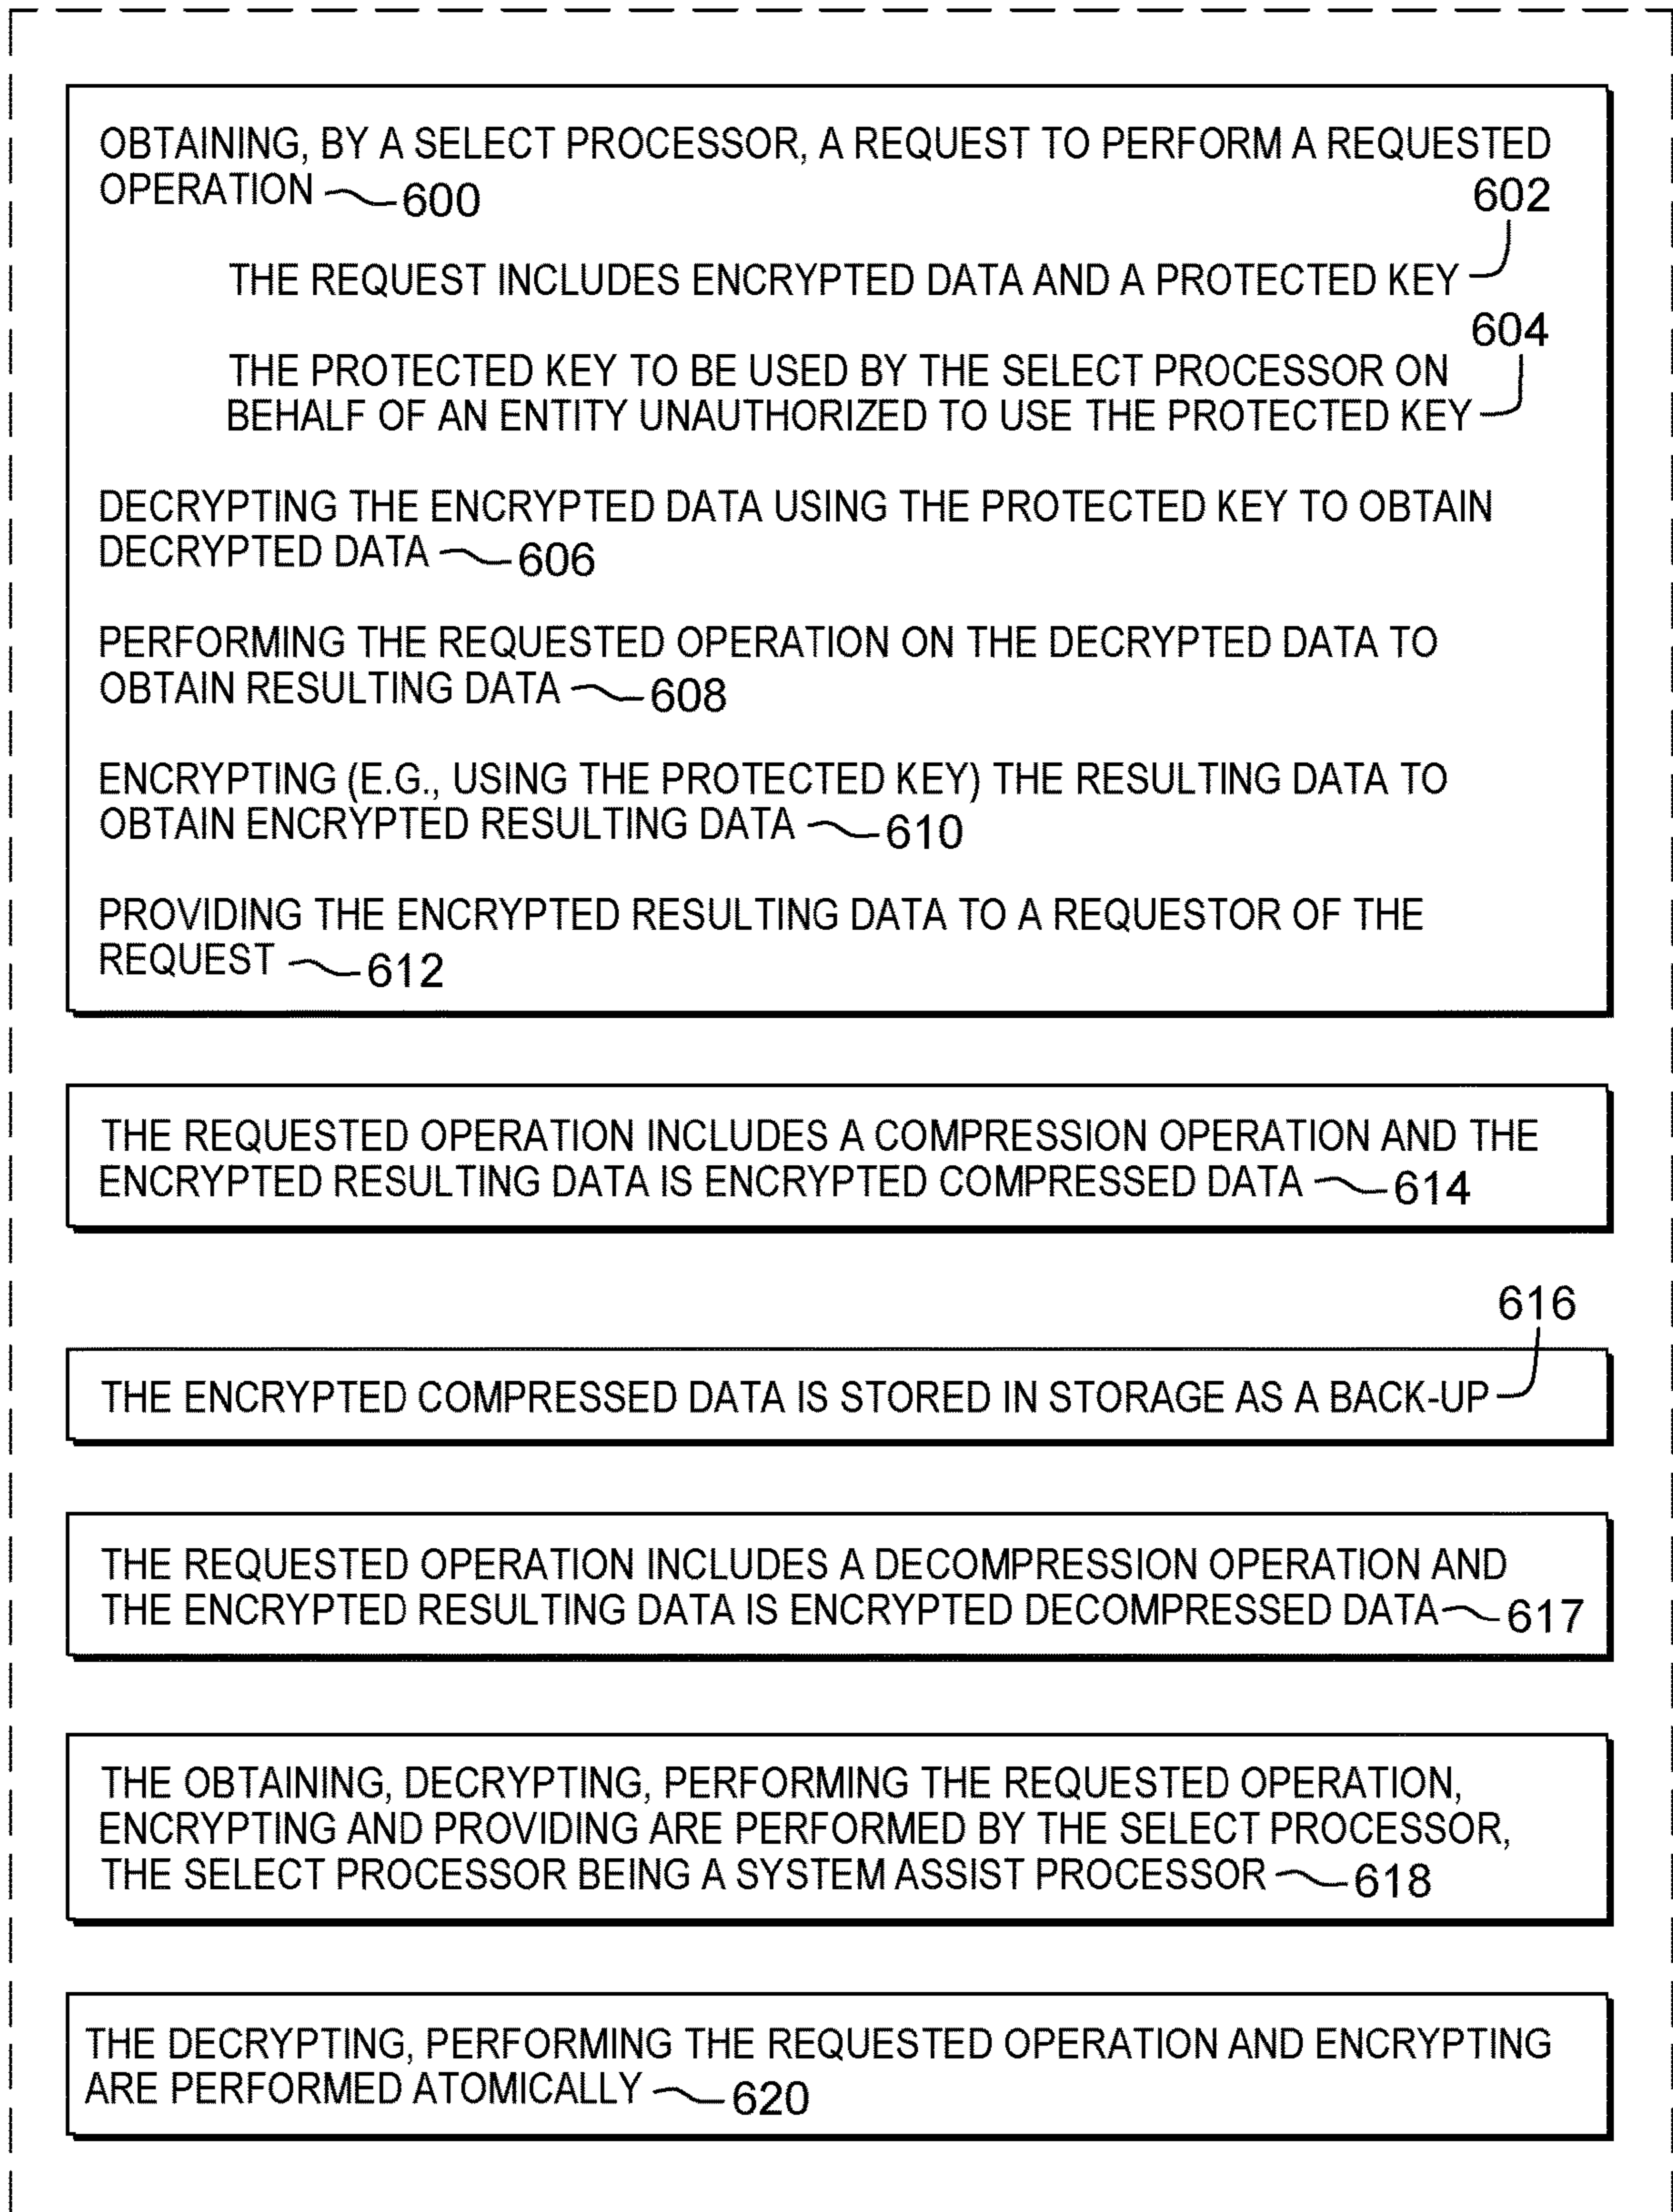 OBTAINING, BY A SELECT PROCESSOR, A REQUEST TO PERFORM A REQUESTED
OPERATION 600
602
THE REQUEST INCLUDES ENCRYPTED DATA AND A PROTECTED KEY
604
THE PROTECTED KEY TO BE USED BY THE SELECT PROCESSOR ON
BEHALF OF AN ENTITY UNAUTHORIZED TO USE THE PROTECTED KEY
DECRYPTING THE ENCRYPTED DATA USING THE PROTECTED KEY TO OBTAIN
DECRYPTED DATA 606
PERFORMING THE REQUESTED OPERATION ON THE DECRYPTED DATA TO
OBTAIN RESULTING DATA 608
ENCRYPTING (E.G., USING THE PROTECTED KEY) THE RESULTING DATA TO
OBTAIN ENCRYPTED RESULTING DATA 610
PROVIDING THE ENCRYPTED RESULTING DATA TO A REQUESTOR OF THE
REQUEST 612
THE REQUESTED OPERATION INCLUDES A COMPRESSION OPERATION AND THE
ENCRYPTED RESULTING DATA IS ENCRYPTED COMPRESSED DATA 614
616
THE ENCRYPTED COMPRESSED DATA IS STORED IN STORAGE AS A BACK-UP
THE REQUESTED OPERATION INCLUDES A DECOMPRESSION OPERATION AND
THE ENCRYPTED RESULTING DATA IS ENCRYPTED DECOMPRESSED DATA 617
THE OBTAINING, DECRYPTING, PERFORMING THE REQUESTED OPERATION,
ENCRYPTING AND PROVIDING ARE PERFORMED BY THE SELECT PROCESSOR,
THE SELECT PROCESSOR BEING A SYSTEM ASSIST PROCESSOR 618
THE DECRYPTING, PERFORMING THE REQUESTED OPERATION AND ENCRYPTING
ARE PERFORMED ATOMICALLY 620